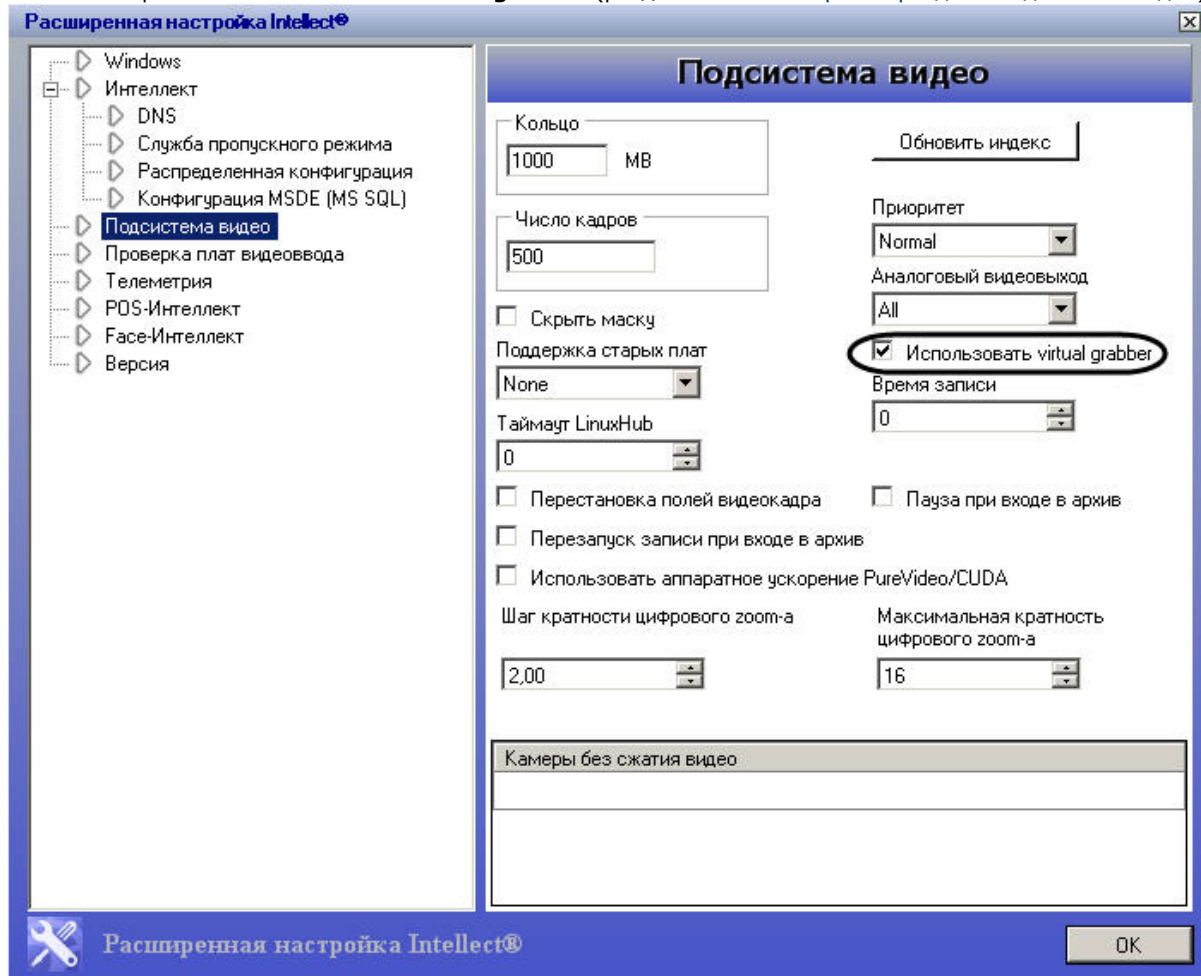 Расширенная настройка Intellect®
Windows
Интеллект
DNS
Служба пропускного режима
Распределенная конфигурация
Конфигурация MSDE (MS SQL)
Подсистема видео
Проверка плат видеоввода
Телеметрия
POS-Интеллект
Face-Интеллект
Версия
Подсистема видео
Кольцо
1000 MB
Обновить индекс
Число кадров
500
Приоритет
Normal
Аналоговый видеовыход
All
Скрыть маску
Использовать virtual grabber
Поддержка старых плат
None
Время записи
0
Таймаут LinuxHub
0
Перестановка полей видеокадра
Пауза при входе в архив
Перезапуск записи при входе в архив
Использовать аппаратное ускорение PureVideo/CUDA
Шаг кратности цифрового zoom-а
2,00
Максимальная кратность
цифрового zoom-а
16
Камеры без сжатия видео
Расширенная настройка Intellect®
OK